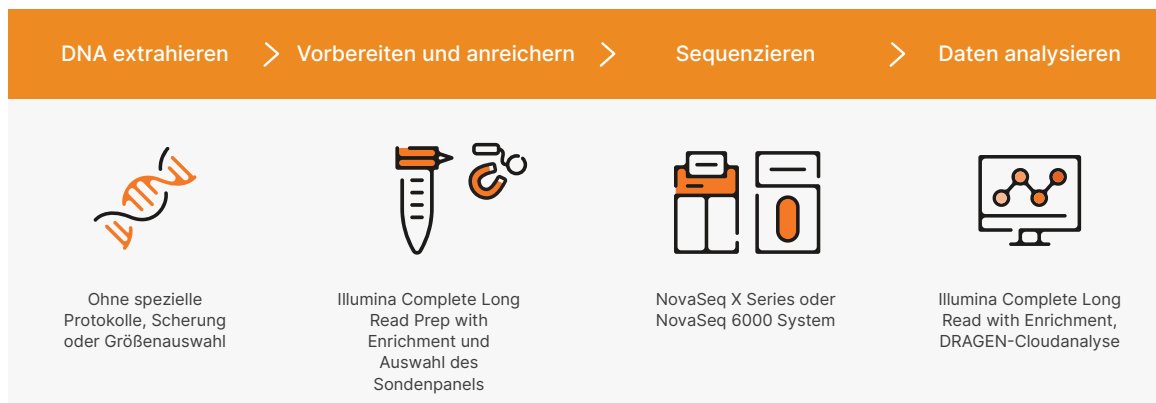 DNA extrahieren
Vorbereiten und anreichern
Sequenzieren
Daten analysieren
Ohne spezielle
Protokolle, Scherung
oder Größenauswahl
Illumina Complete Long
Read Prep with
Enrichment und
Auswahl des
Sondenpanels
NovaSeq X Series oder
NovaSeq 6000 System
Illumina Complete Long
Read with Enrichment,
DRAGEN-Cloudanalyse